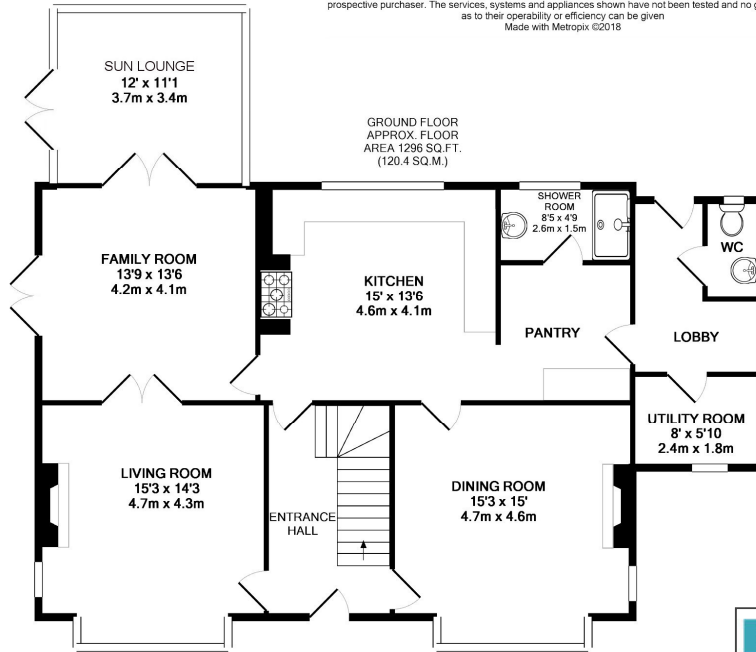 prospective purchaser. The services, systems and appliances shown have not been tested and no g
as to their operability or efficiency can be given
Made with Metropix ©2018
SUN LOUNGE
12' x 11'1
3.7m x 3.4m
GROUND FLOOR
APPROX. FLOOR
AREA 1296 SQ.FT.
(120.4 SQ.M.)
SHOWER
ROOM
8'5 x 4'9
2.6m x 1.5m
WC
FAMILY ROOM
13'9 x 13'6
4.2m x 4.1m
KITCHEN
15' x 13'6
4.6m x 4.1m
PANTRY
LOBBY
UTILITY ROOM
8' x 5'10
2.4m x 1.8m
LIVING ROOM
15'3 x 14'3
4.7m x 4.3m
ENTRANCE
HALL
DINING ROOM
15'3 x 15'
4.7m x 4.6m